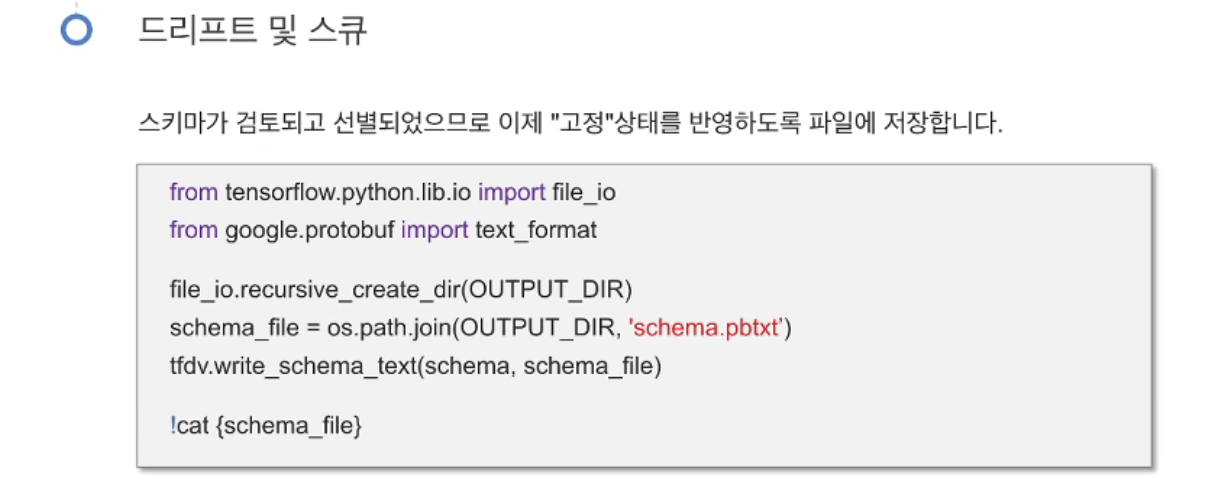 드리프트 및 스큐
스키마가 검토되고 선별되었으므로 이제 "고정"상태를 반영하도록 파일에 저장합니다.
from tensorflow.python.lib.io import file_io
from google.protobuf import text_format
file_io.recursive_create_dir(OUTPUT_DIR)
schema_file = os.path.join(OUTPUT_DIR, 'schema.pbtxt’)
tfdv.write_schema_text(schema, schema_file)
!cat {schema_file}